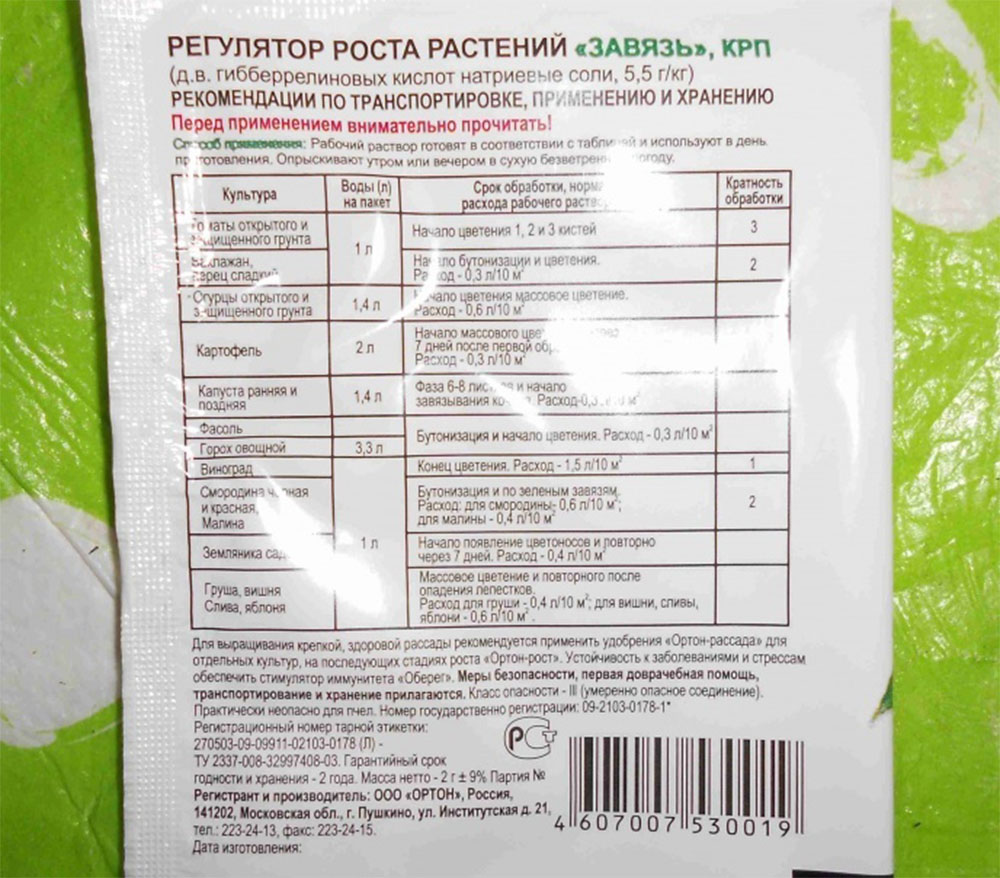 РЕГУЛЯТОР РОСТА РАСТЕНИЙ «ЗАВЯЗЬ», КРП
(д.в. гибберрелиновых кислот натриевые соли, 5,5 г/кг)
РЕКОМЕНДАЦИИ ПО ТРАНСПОРТИРОВКЕ, ПРИМЕНЕНИЮ И ХРАНЕНИЮ
Перед применением внимательно прочитать!
Способ применения: Рабочий раствор готовят в соответствии с таблицей и используют в день
приготовления. Опрыскивают утром или вечером в сухую безветренную погоду.
Культура
Воды (л)
на пакет
Срок обработки, норма
расхода рабочего раствора
Кратность
обработки
Томаты открытого и
защищенного грунта
1 л
Начало цветения 1, 2 и 3 кистей
3
Баклажан,
перец сладкий
Начало бутонизации и цветения.
Расход - 0,3 л/10 м²
2
Огурцы открытого и
защищенного грунта
1,4 л
Начало цветения массовое цветение.
Расход - 0,6 л/10 м²
Картофель
2 л
Начало массового
7 дней после первой
Расход - 0,3 л/10 м²
Капуста ранняя и
поздняя
1,4 л
Фаза 6-8 листьев и начало
завязывания м²
Фасоль
Горох овощной
3,3 л
Бутонизация и начало цветения. Расход - 0,3 л/10 м²
Виноград
Конец цветения. Расход - 1,5 л/10 м²
1
Смородина черная
и красная,
Малина
Бутонизация и по зеленым завязям.
Расход: для смородины- 0,6 л/10 м²;
для малины - 0,4 л/10 м²
2
1 л
Земляника
Начало появление цветоносов и повторно
через 7 дней. Расход - 0,4 л/10 м²
Груша, вишня
Слива, яблоня
Массовое цветение и повторного после
опадения лепестков.
Расход для груши - 0,4 л/10 м²; для вишни, сливы,
яблони - 0,6 л/10 м².
Для выращивания крепкой, здоровой рассады рекомендуется применить удобрения «Ортон-рассада» для
отдельных культур, на последующих стадиях роста «Ортон-рост». Устойчивость к заболеваниями и стрессам
обеспечить стимулятор иммунитета «Оберег». Меры безопасности, первая доврачебная помощь,
транспортирование и хранение прилагаются. Класс опасности - III (умеренно опасное соединение).
Практически неопасно для пчел. Номер государственно регистрации: 09-2103-0178-1*
Регистрационный номер тарной этикетки:
270503-09-09911-02103-0178 (Л) -
ТУ 2337-008-32997408-03. Гарантийный срок
годности и хранения - 2 года. Масса нетто - 2 г ± 9% Партия №
Регистрант и производитель: ООО «ОРТОН», Россия,
141202, Московская обл., г. Пушкино, ул. Институтская д. 21,
тел.: 223-24-13, факс: 223-24-15.
Дата изготовления:
РСТ
4 607007 530019